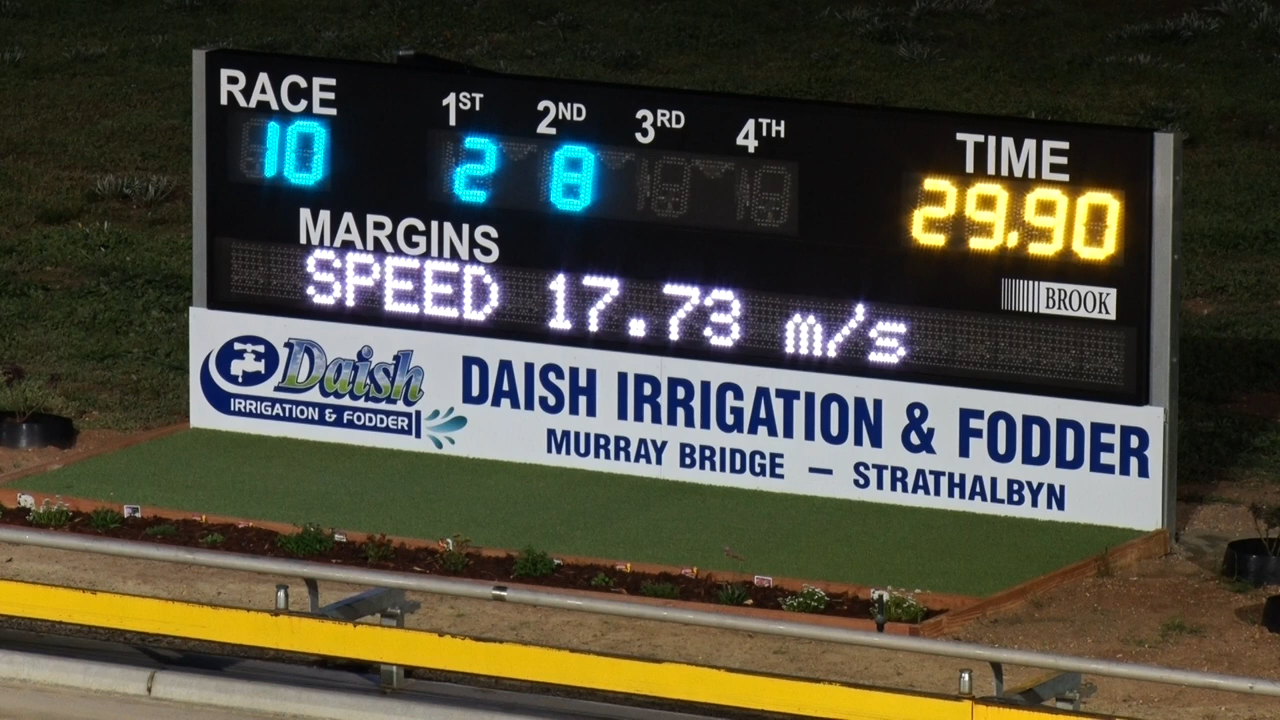 RACE 1ST 2ND 3RD 4TH TIME
10 2 8 29.90
MARGINS
SPEED 17.73 m/s
BROOK
Daish
IRRIGATION & FODDER
DAISH IRRIGATION & FODDER
MURRAY BRIDGE – STRATHALBYN